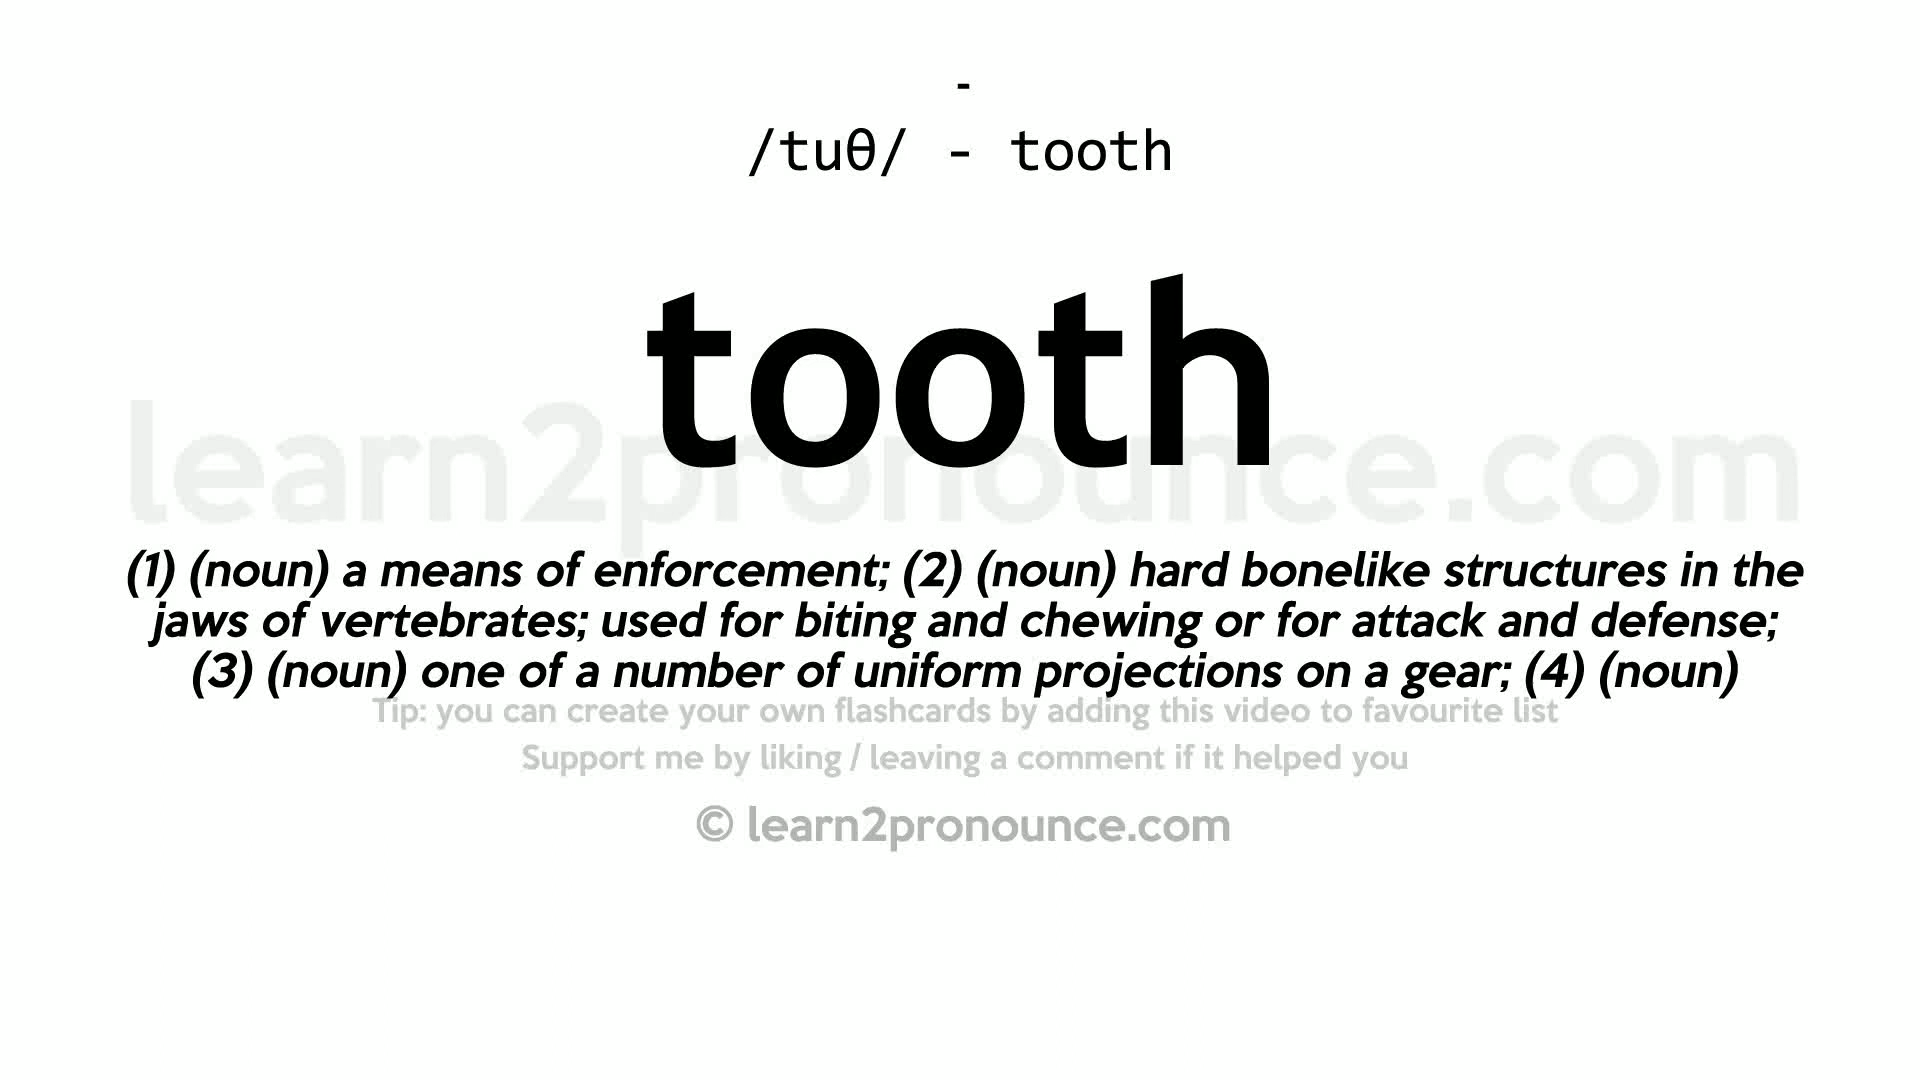 -
/tuθ/ - tooth
tooth
learn2pronounce.com
(1) (noun) a means of enforcement; (2) (noun) hard bonelike structures in the
jaws of vertebrates; used for biting and chewing or for attack and defense;
(3) (noun) one of a number of uniform projections on a gear; (4) (noun)
Tip: you can create your own flashcards by adding this video to favourite list
Support me by liking / leaving a comment if it helped you
© learn2pronounce.com